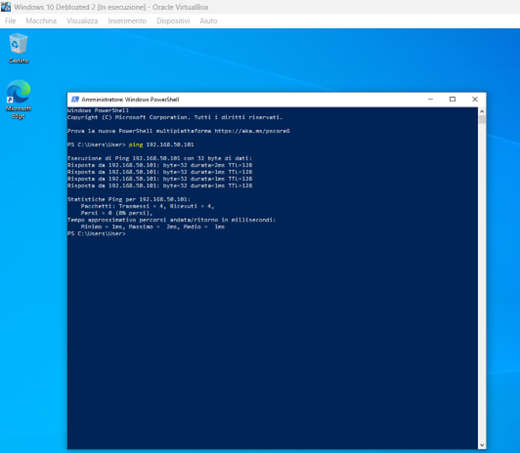 Windows 10 Debloated 2 [In esecuzione] - Oracle VirtualBox
File Macchina Visualizza Inserimento Dispositivi Aiuto
Cestino
Microsoft
Edge
Amministratore: Windows PowerShell
Windows PowerShell
Copyright (C) Microsoft Corporation. Tutti i diritti riservati.
Prova la nuova PowerShell multipiattaforma https://aka.ms/pscore6
PS C:\Users\User> ping 192.168.50.101
Esecuzione di Ping 192.168.50.101 con 32 byte di dati:
Risposta da 192.168.50.101: byte=32 durata=2ms TTL=128
Risposta da 192.168.50.101: byte=32 durata=1ms TTL=128
Risposta da 192.168.50.101: byte=32 durata=1ms TTL=128
Risposta da 192.168.50.101: byte=32 durata=1ms TTL=128
Statistiche Ping per 192.168.50.101:
Pacchetti: Trasmessi = 4, Ricevuti = 4,
Persi = 0 (0% persi),
Tempo approssimativo percorsi andata/ritorno in millisecondi:
Minimo = 1ms, Massimo = 2ms, Medio = 1ms
PS C:\Users\User>